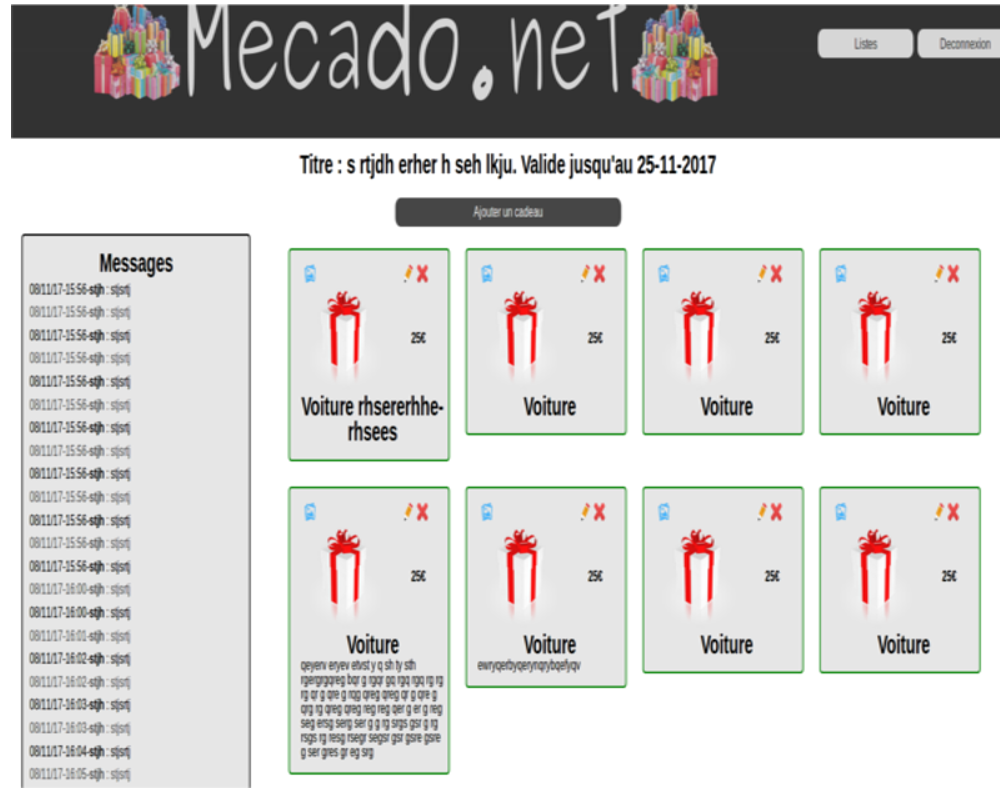 Mecado.net
Listes
Deconnexion
Titre : s rtjdh erher h seh lkju. Valide jusqu'au 25-11-2017
Ajouter un cadeau
Messages
08/11/17-15:56-stjh : stjsrtj
08/11/17-15:56-stjh : stjsrtj
08/11/17-15:56-stjh : stjsrtj
08/11/17-15:56-stjh : stjsrtj
08/11/17-15:56-stjh : stjsrtj
08/11/17-15:56-stjh : stjsrtj
08/11/17-15:56-stjh : stjsrtj
08/11/17-15:56-stjh : stjsrtj
08/11/17-15:56-stjh : stjsrtj
08/11/17-15:56-stjh : stjsrtj
08/11/17-15:56-stjh : stjsrtj
08/11/17-15:56-stjh : stjsrtj
08/11/17-15:56-stjh : stjsrtj
08/11/17-16:00-stjh : stjsrtj
08/11/17-16:00-stjh : stjsrtj
08/11/17-16:01-stjh : stjsrtj
08/11/17-16:02-stjh : stjsrtj
08/11/17-16:02-stjh : stjsrtj
08/11/17-16:03-stjh : stjsrtj
08/11/17-16:03-stjh : stjsrtj
08/11/17-16:04-stjh : stjsrtj
08/11/17-16:05-stjh : stjsrtj
25€
Voiture rhsererhhe-
rhsees
25€
Voiture
25€
Voiture
25€
Voiture
25€
Voiture
qeyerv eryev etvst y q sh ty sth
rgergrgqreg bqr g rgqr gq rgq rgq rg rg
rg qr g qre g rqg qreg qreg qr g qre g
qrg rg qreg qreg reg reg qer g er g reg
seg ersg serg ser g g rg srgs gsr g rg
rsgs rg resg rsegr segsr gsr gsre gsre
g ser gres gr eg srg
25€
Voiture
ewryqerbyqerynqrybqefyqv
25€
Voiture
25€
Voiture